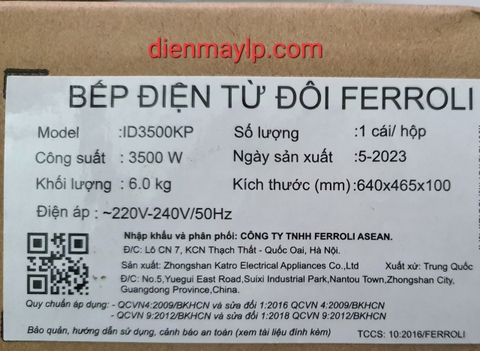 dienmaylp.com
BẾP ĐIỆN TỪ ĐÔI FERROLI
Model :ID3500KP Số lượng :1 cái/ hộp
Công suất : 3500 W Ngày sản xuất :5-2023
Khối lượng : 6.0 kg Kích thước (mm):640x465x100
Điện áp : ~220V-240V/50Hz
Nhập khẩu và phân phối: CÔNG TY TNHH FERROLI ASEAN.
Đ/C: Lô CN 7, KCN Thạch Thất - Quốc Oai, Hà Nội.
Sản xuất: Zhongshan Katro Electrical Appliances Co.,Ltd Xuất xứ: Trung Quốc
Đ/C: No.5,Yuegui East Road,Suixi Industrial Park,Nantou Town,Zhongshan City,
Guangdong Province,China.
Quy chuẩn áp dụng: - QCVN4:2009/BKHCN và sửa đổi 1:2016 QCVN 4:2009/BKHCN
- QCVN 9:2012/BKHCN và sửa đổi 1:2018 QCVN 9:2012/BKHCN
Bảo quản, hướng dẫn sử dụng, cảnh báo an toàn (xem tài liệu đính kèm) TCCS: 10:2016/FERROLI